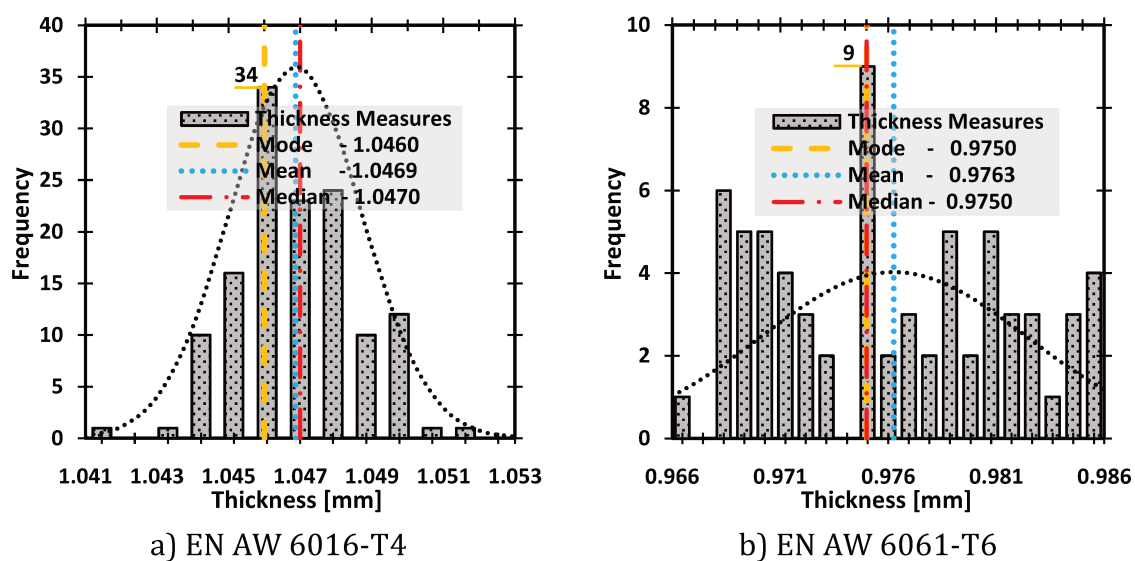 40
35
30
25
20
15
10
5
0
Frequency
34
Thickness Measures
Mode - 1.0460
Mean - 1.0469
Median - 1.0470
1.041 1.043 1.045 1.047 1.049 1.051 1.053
Thickness [mm]
a) EN AW 6016-T4
10
8
6
4
2
0
Frequency
9
Thickness Measures
Mode - 0.9750
Mean - 0.9763
Median - 0.9750
0.966 0.971 0.976 0.981 0.986
Thickness [mm]
b) EN AW 6061-T6